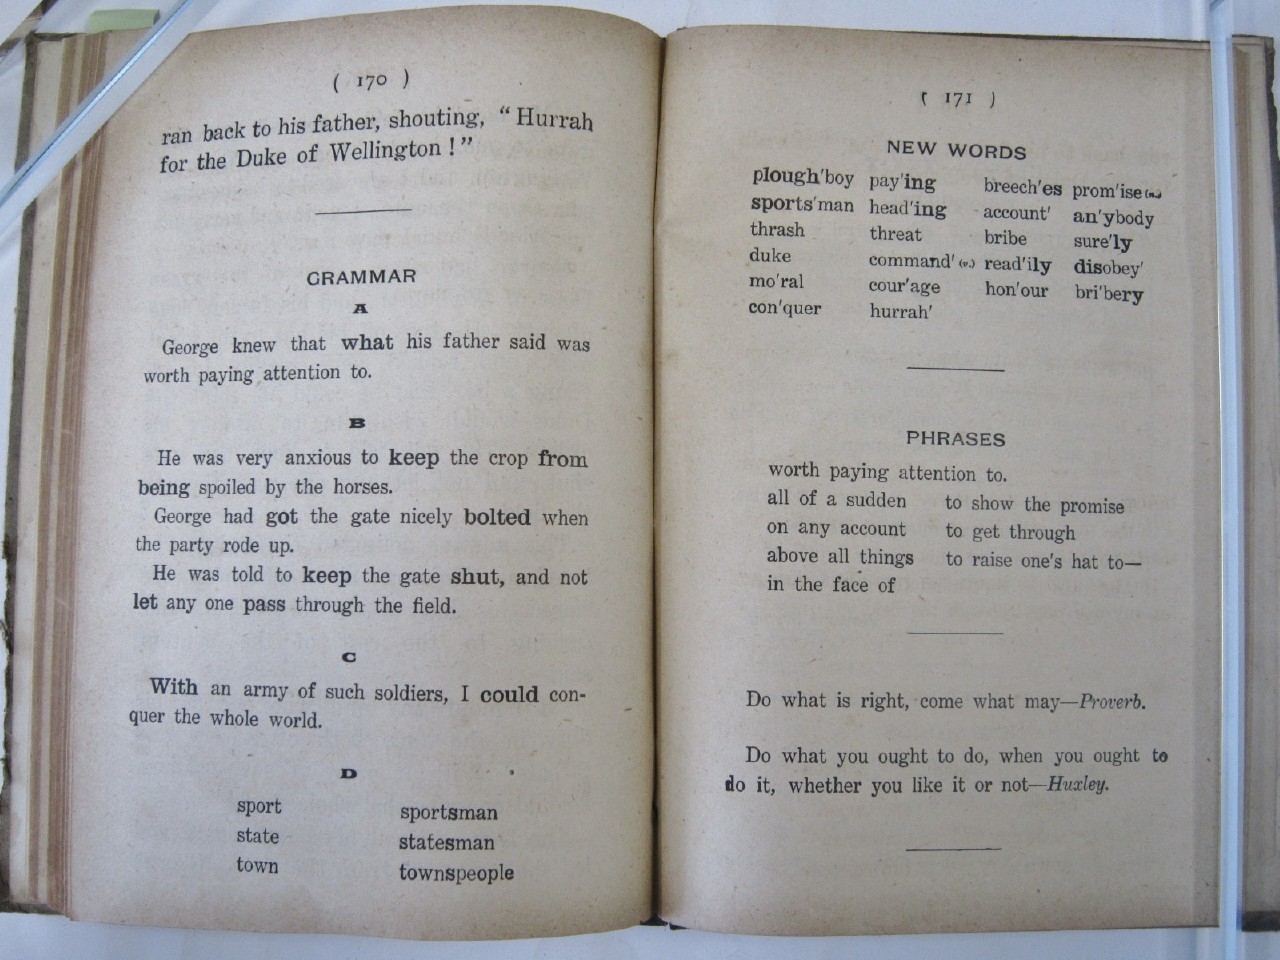 ( 170 )
ran back to his father, shouting, “ Hurrah
for the Duke of Wellington ! ”
GRAMMAR
A
George knew that what his father said was
worth paying attention to.
B
He was very anxious to keep the crop from
being spoiled by the horses.
George had got the gate nicely bolted when
the party rode up.
He was told to keep the gate shut, and not
let any one pass through the field.
C
With an army of such soldiers, I could con-
quer the whole world.
D
sport sportsman
state statesman
town townspeople
( 171 )
NEW WORDS
plough'boy pay'ing breech'es prom'ise (n.)
sports'man head'ing account' an'ybody
thrash threat bribe sure'ly
duke command' (v.) read'ily disobey'
mo'ral cour'age hon'our bri'bery
con'quer hurrah'
PHRASES
worth paying attention to.
all of a sudden to show the promise
on any account to get through
above all things to raise one's hat to—
in the face of
Do what is right, come what may—Proverb.
Do what you ought to do, when you ought to
do it, whether you like it or not—Huxley.